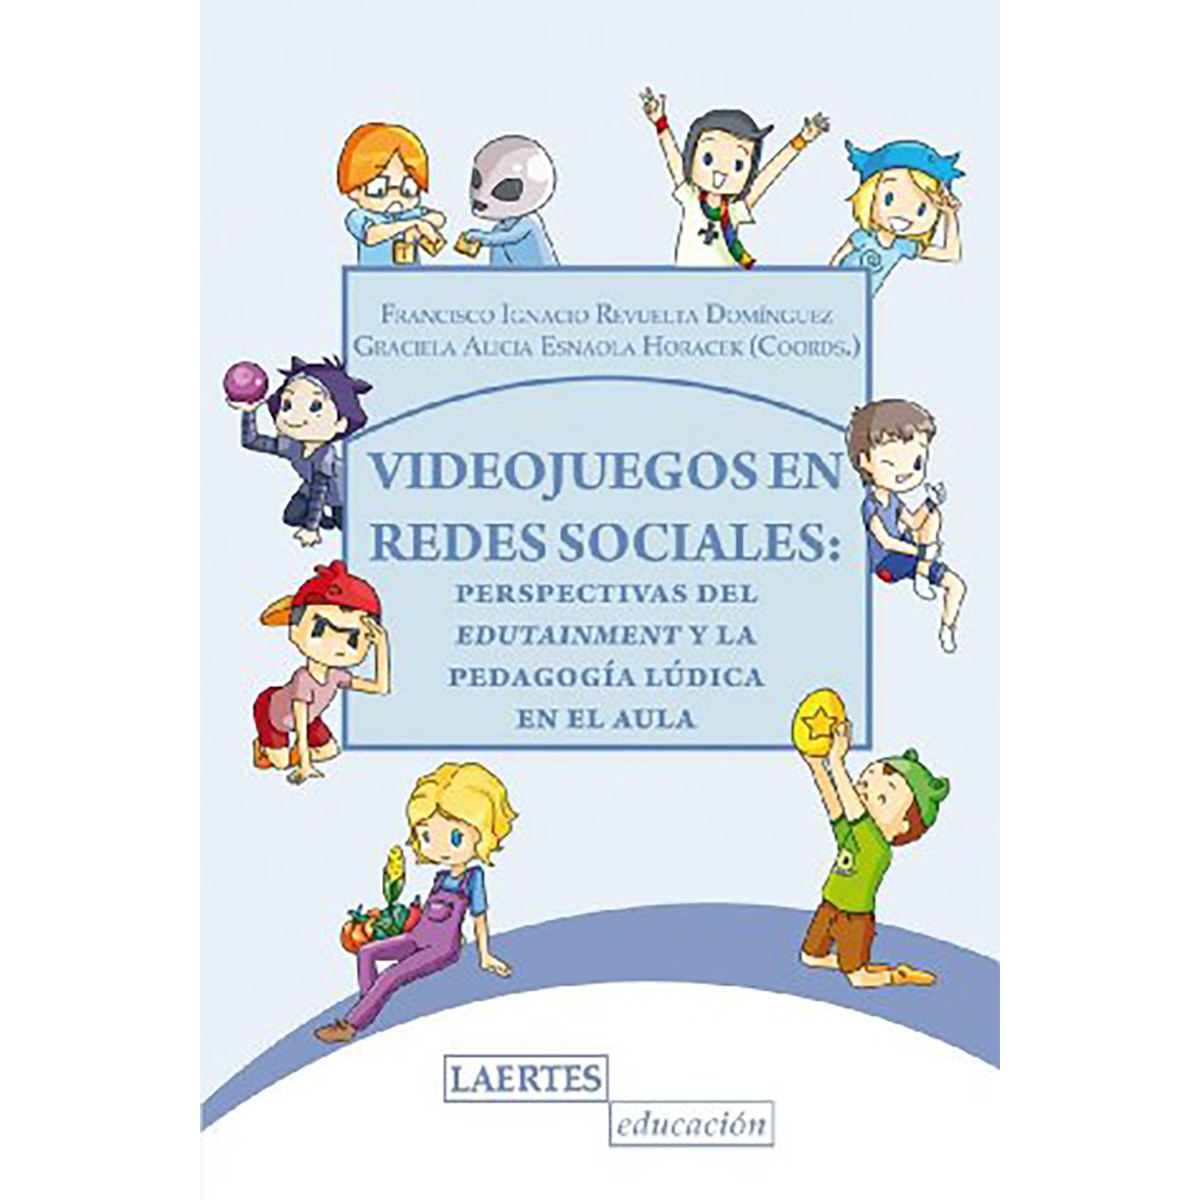 Francisco Ignacio Revuelta Domínguez
Graciela Alicia Esnaola Horacek (Coords.)
VIDEOJUEGOS EN
REDES SOCIALES:
PERSPECTIVAS DEL
EDUTAINMENT Y LA
PEDAGOGÍA LÚDICA
EN EL AULA
LAERTES
educación